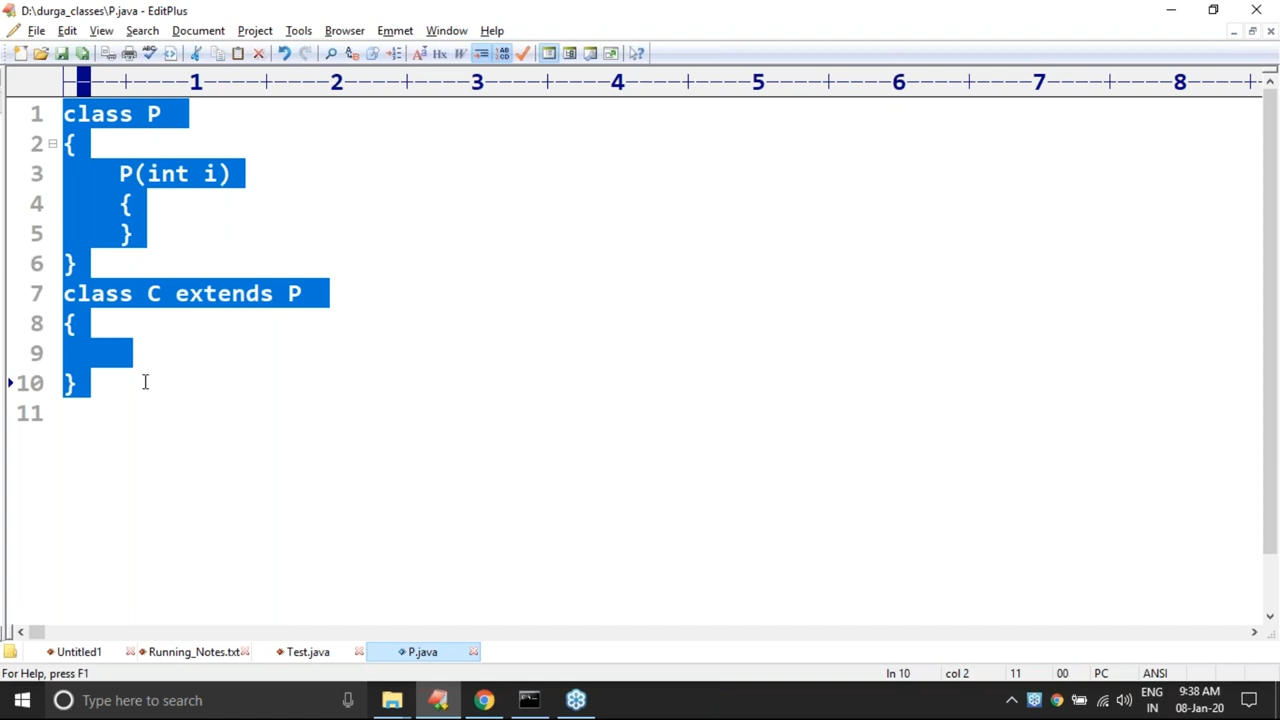 D:\durga_classes\P.java - EditPlus
File Edit View Search Document Project Tools Browser Emmet Window Help
1 2 3 4 5 6 7 8
1 class P
2 {
3 P(int i)
4 {
5 }
6 }
7 class C extends P
8 {
9
10 }
11
Untitled1 Running_Notes.txt Test.java P.java
For Help, press F1 ln 10 col 2 11 00 PC ANSI
Type here to search
ENG 9:38 AM
IN 08-Jan-20